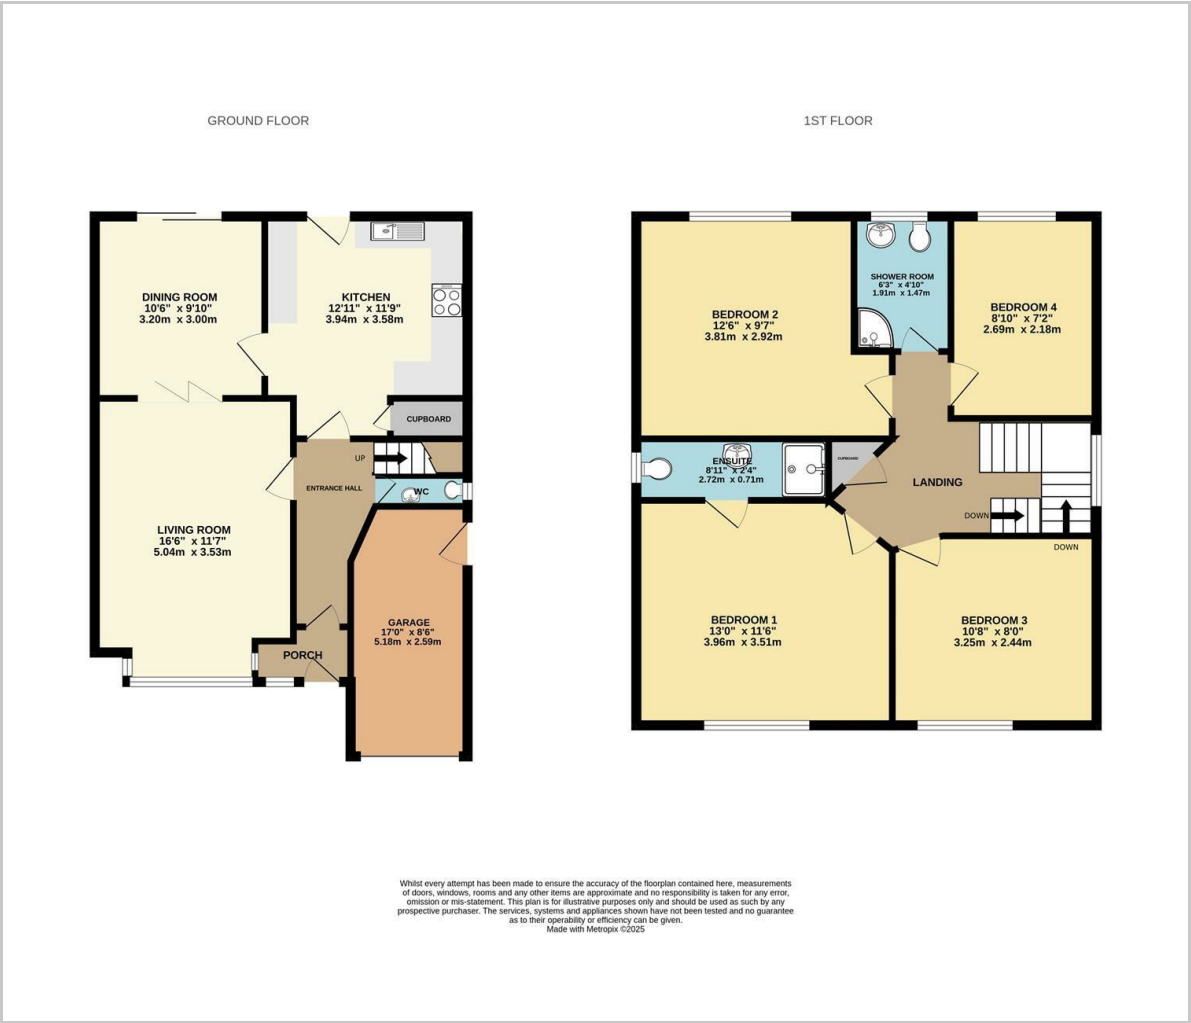 GROUND FLOOR
1ST FLOOR
DINING ROOM
10'6" x 9'10"
3.20m x 3.00m
KITCHEN
12'11" x 11'9"
3.94m x 3.58m
CUPBOARD
UP
ENTRANCE HALL
WC
LIVING ROOM
16'6" x 11'7"
5.04m x 3.53m
GARAGE
17'0" x 8'6"
5.18m x 2.59m
PORCH
BEDROOM 2
12'6" x 9'7"
3.81m x 2.92m
SHOWER ROOM
6'3" x 4'10"
1.91m x 1.47m
BEDROOM 4
8'10" x 7'2"
2.69m x 2.18m
ENSUITE
8'11" x 2'4"
2.72m x 0.71m
CUPBOARD
LANDING
DOWN
DOWN
BEDROOM 1
13'0" x 11'6"
3.96m x 3.51m
BEDROOM 3
10'8" x 8'0"
3.25m x 2.44m
Whilst every attempt has been made to ensure the accuracy of the floorplan contained here, measurements
of doors, windows, rooms and any other items are approximate and no responsibility is taken for any error,
omission or mis-statement. This plan is for illustrative purposes only and should be used as such by any
prospective purchaser. The services, systems and appliances shown have not been tested and no guarantee
as to their operability or efficiency can be given.
Made with Metropix ©2025